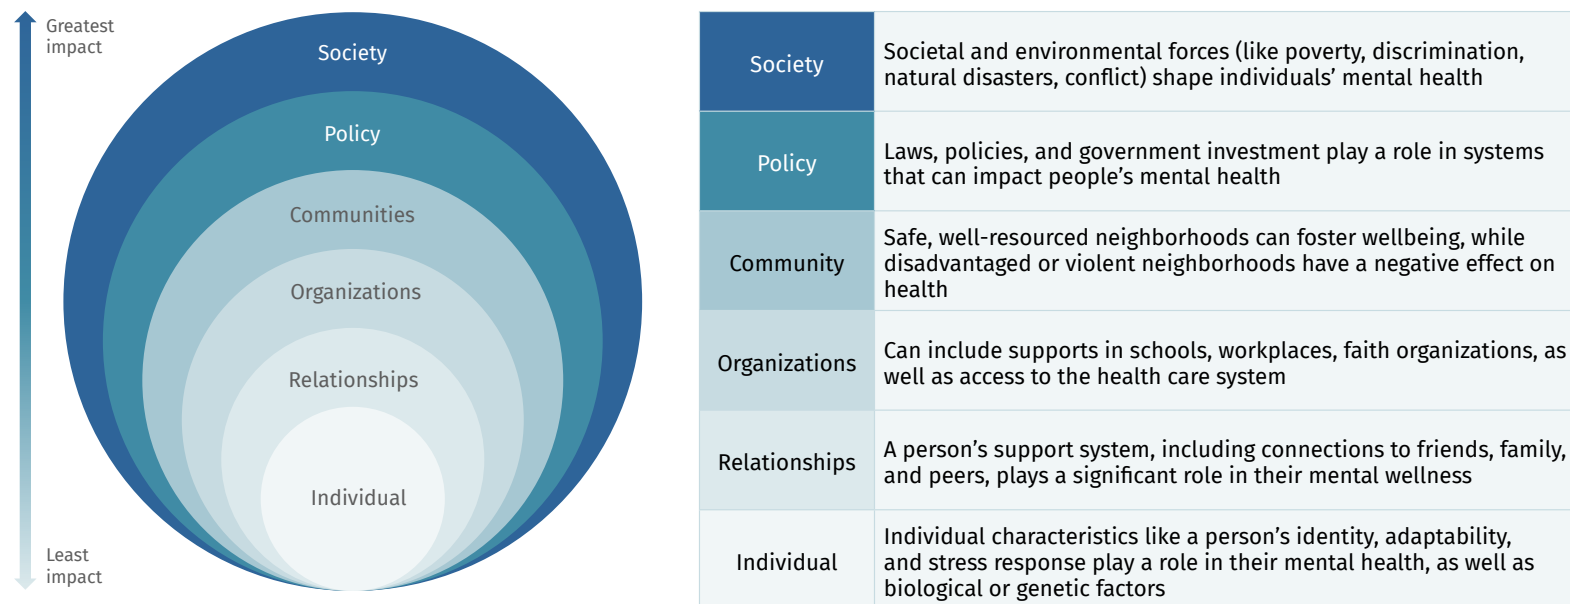 Greatest
impact
Society
Policy
Communities
Organizations
Relationships
Individual
Least
impact
Society
Societal and environmental forces (like poverty, discrimination,
natural disasters, conflict) shape individuals’ mental health
Policy
Laws, policies, and government investment play a role in systems
that can impact people’s mental health
Community
Safe, well-resourced neighborhoods can foster wellbeing, while
disadvantaged or violent neighborhoods have a negative effect on
health
Organizations
Can include supports in schools, workplaces, faith organizations, as
well as access to the health care system
Relationships
A person’s support system, including connections to friends, family,
and peers, plays a significant role in their mental wellness
Individual
Individual characteristics like a person’s identity, adaptability,
and stress response play a role in their mental health, as well as
biological or genetic factors